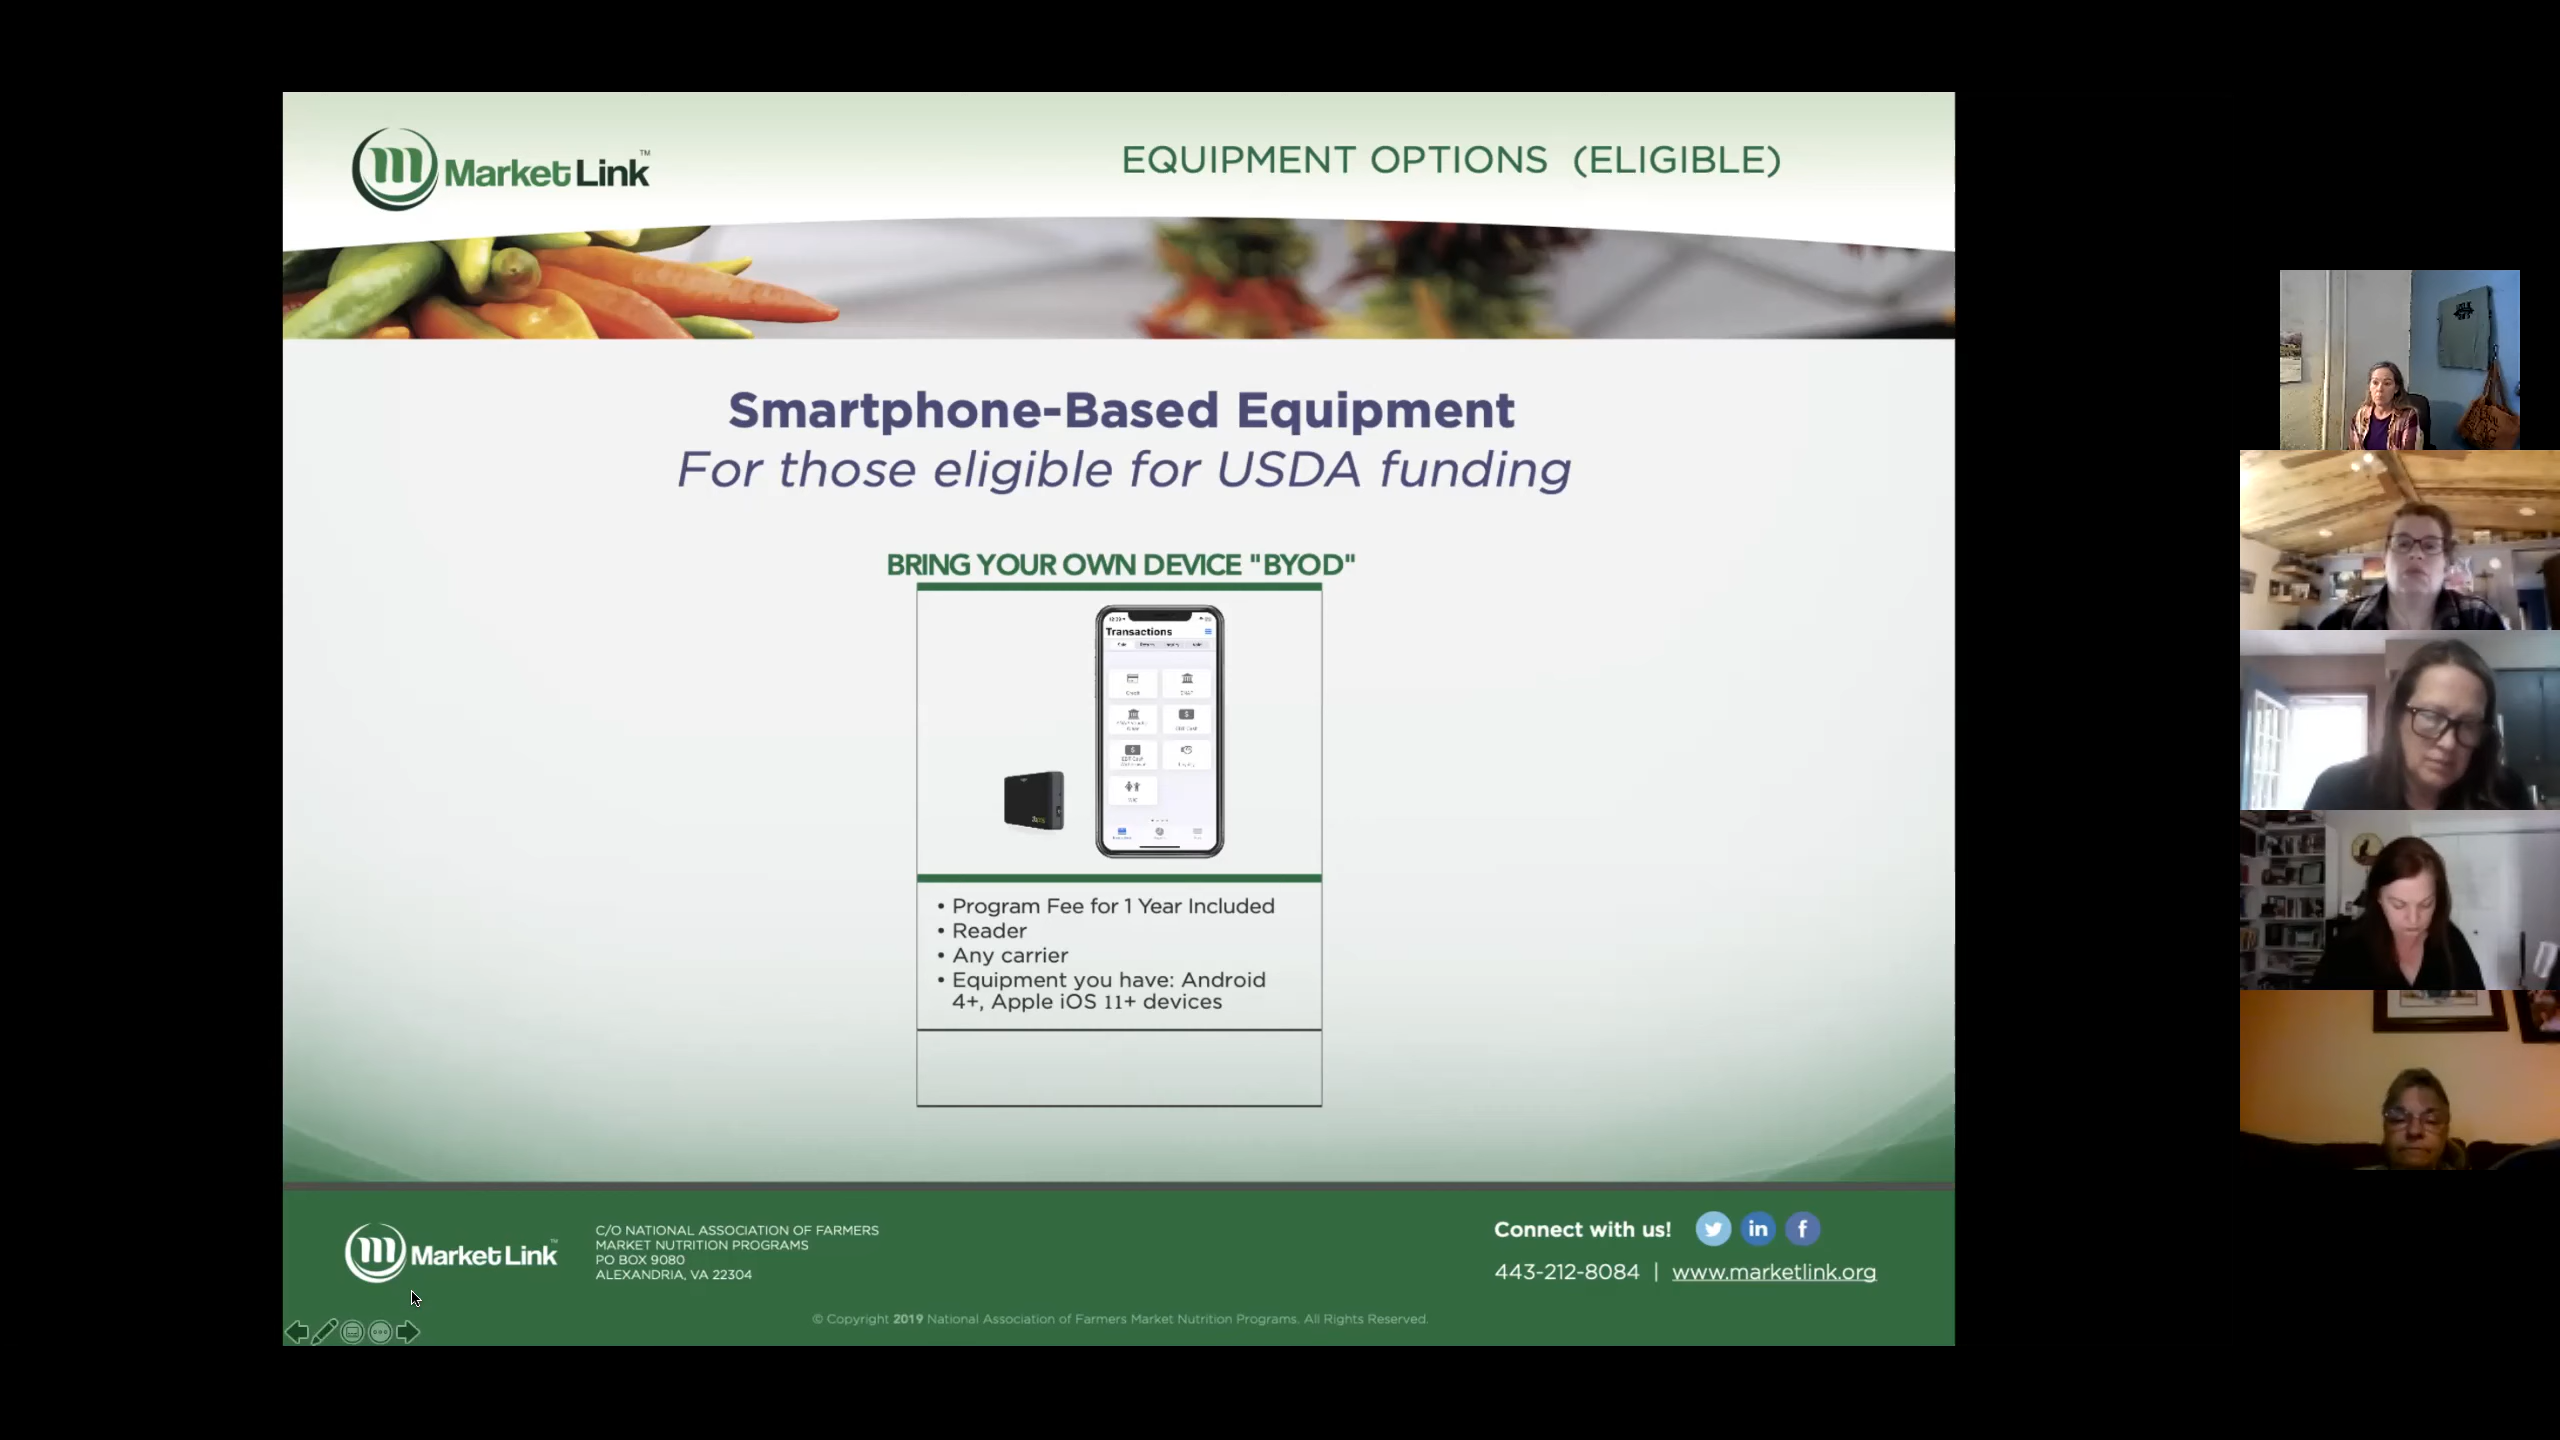 MarketLink™
EQUIPMENT OPTIONS (ELIGIBLE)
Smartphone-Based Equipment
For those eligible for USDA funding
BRING YOUR OWN DEVICE "BYOD"
Transactions
Credit
SNAP
• Program Fee for 1 Year Included
• Reader
• Any carrier
• Equipment you have: Android
4+, Apple iOS 11+ devices
MarketLink™
C/O NATIONAL ASSOCIATION OF FARMERS
MARKET NUTRITION PROGRAMS
PO BOX 9080
ALEXANDRIA, VA 22304
Connect with us!
443-212-8084 | www.marketlink.org
© Copyright 2019 National Association of Farmers Market Nutrition Programs. All Rights Reserved.